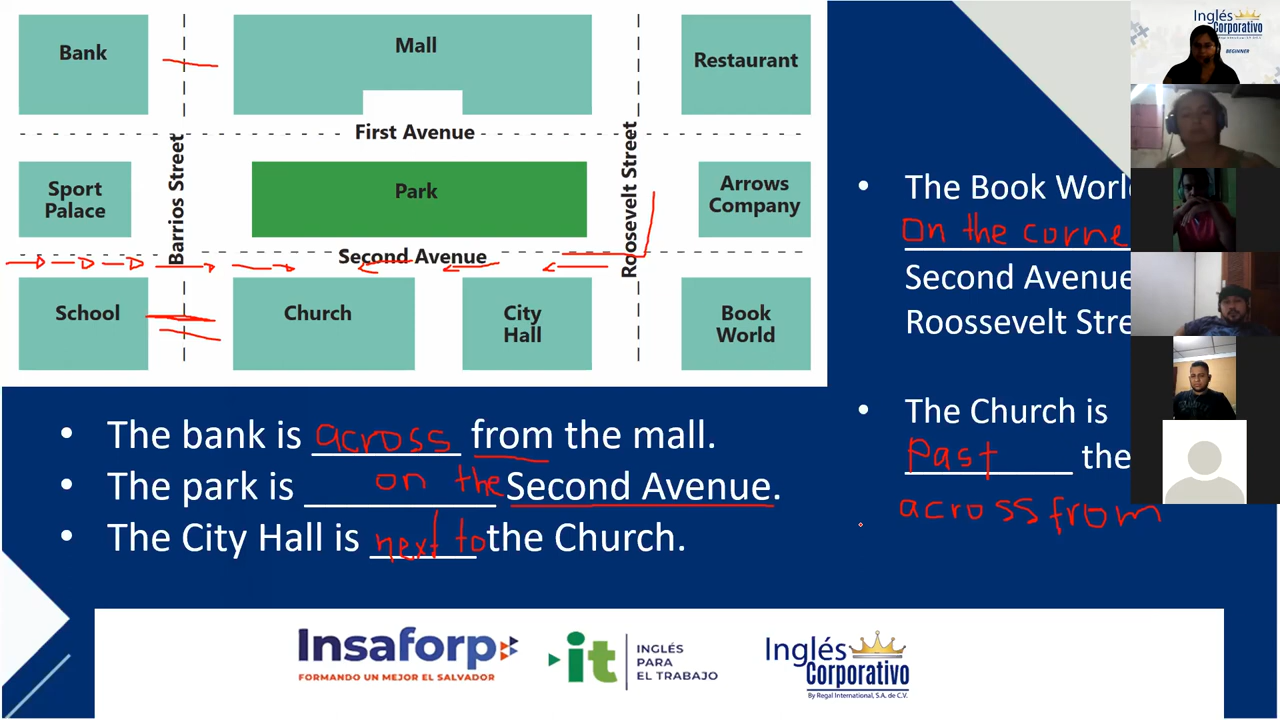 Bank
Mall
Restaurant
First Avenue
Barrios Street
Roosevelt Street
Sport
Palace
Park
Arrows
Company
Second Avenue
School
Church
City
Hall
Book
World
The bank is across from the mall.
The park is on the Second Avenue.
The City Hall is next to the Church.
The Book Worl
On the corne
Second Avenue
Roossevelt Stre
The Church is
Past the
across from
Insaforp
FORMANDO UN MEJOR EL SALVADOR
it
INGLÉS
PARA
EL TRABAJO
Inglés
Corporativo
By Regal International, S.A. de C.V.
Inglés
Corporativo
BEGINNER